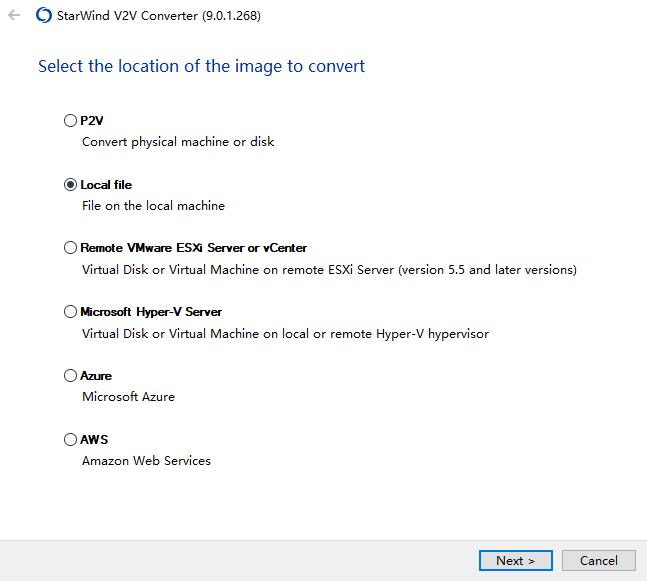 StarWind V2V Converter (9.0.1.268)
Select the location of the image to convert
P2V
Convert physical machine or disk
Local file
File on the local machine
Remote VMware ESXi Server or vCenter
Virtual Disk or Virtual Machine on remote ESXi Server (version 5.5 and later versions)
Microsoft Hyper-V Server
Virtual Disk or Virtual Machine on local or remote Hyper-V hypervisor
Azure
Microsoft Azure
AWS
Amazon Web Services
Next > Cancel